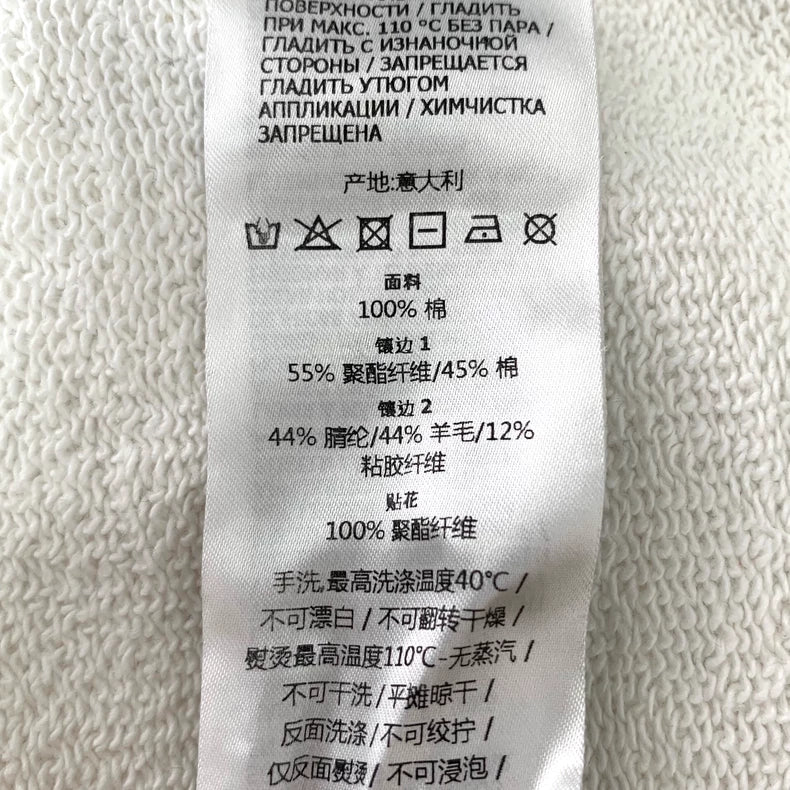 ПОВЕРХНОСТИ / ГЛАДИТЬ
ПРИ МАКС. 110 °C БЕЗ ПАРА /
ГЛАДИТЬ С ИЗНАНОЧНОЙ
СТОРОНЫ / ЗАПРЕЩАЕТСЯ
ГЛАДИТЬ УТЮГОМ
АППЛИКАЦИИ / ХИМЧИСТКА
ЗАПРЕЩЕНА
产地:意大利
面料
100% 棉
镶边 1
55% 聚酯纤维/45% 棉
镶边 2
44% 腈纶/44% 羊毛/12%
粘胶纤维
贴花
100% 聚酯纤维
手洗,最高洗涤温度40℃ /
不可漂白 / 不可翻转干燥 /
熨烫最高温度110℃-无蒸汽 /
不可干洗 / 平摊晾干 /
反面洗涤 / 不可绞拧 /
仅反面熨烫 / 不可浸泡 /